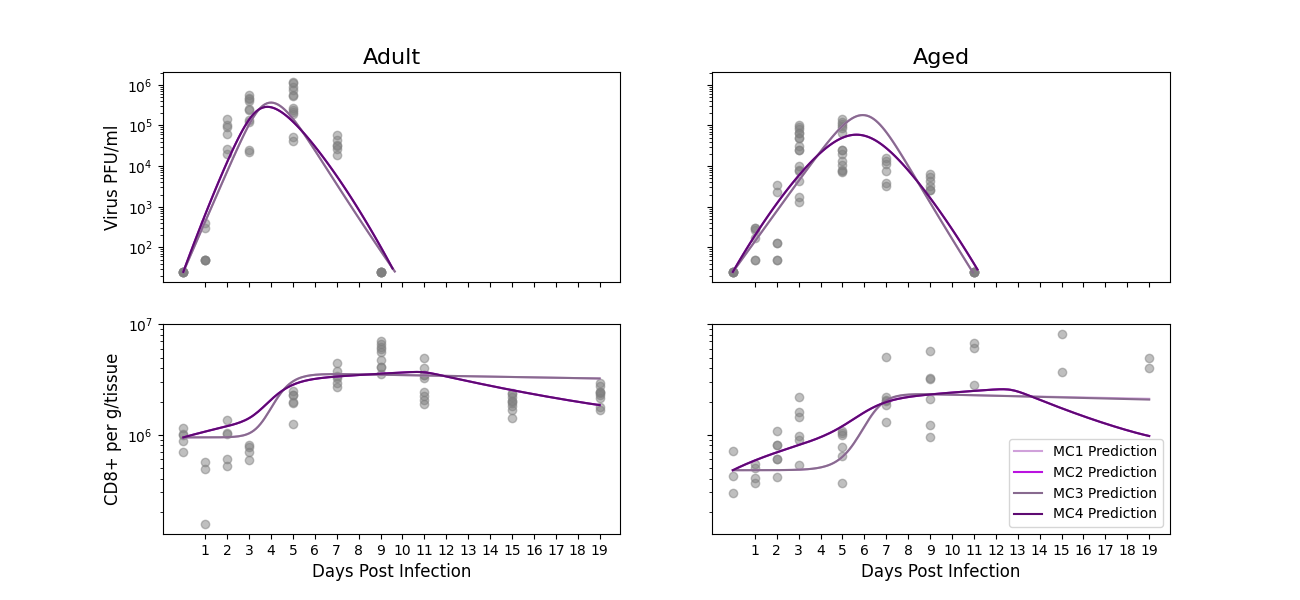 Adult
Aged
Virus PFU/ml
10^6
10^5
10^4
10^3
10^2
CD8+ per g/tissue
10^7
10^6
1 2 3 4 5 6 7 8 9 10 11 12 13 14 15 16 17 18 19
Days Post Infection
1 2 3 4 5 6 7 8 9 10 11 12 13 14 15 16 17 18 19
Days Post Infection
MC1 Prediction
MC2 Prediction
MC3 Prediction
MC4 Prediction